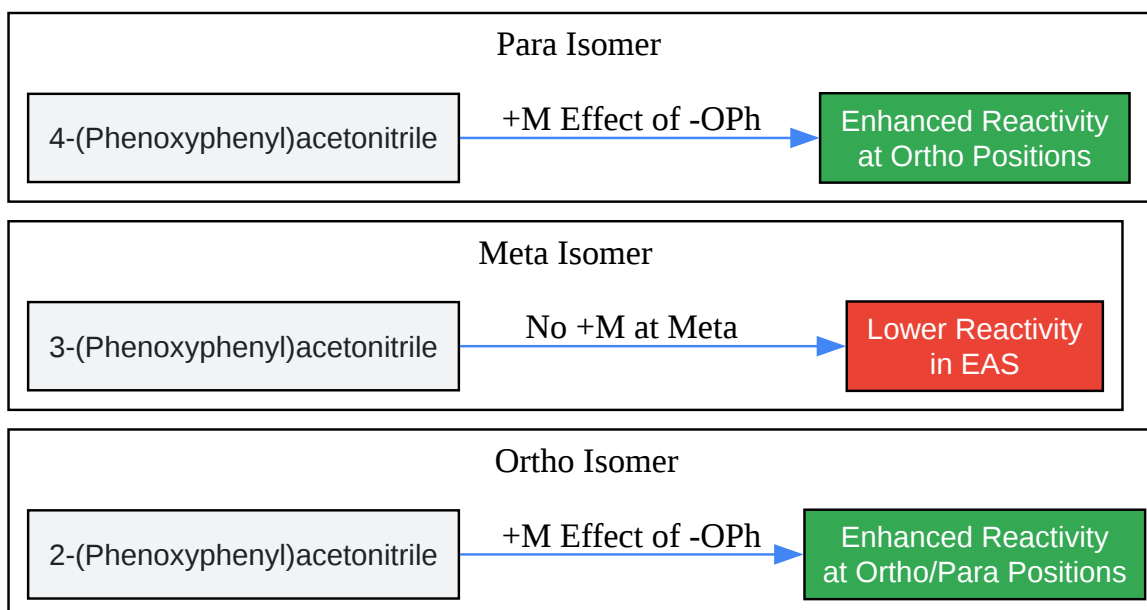 Para Isomer
4-(Phenoxyphenyl)acetonitrile
+M Effect of -OPh
Enhanced Reactivity
at Ortho Positions
Meta Isomer
3-(Phenoxyphenyl)acetonitrile
No +M at Meta
Lower Reactivity
in EAS
Ortho Isomer
2-(Phenoxyphenyl)acetonitrile
+M Effect of -OPh
Enhanced Reactivity
at Ortho/Para Positions